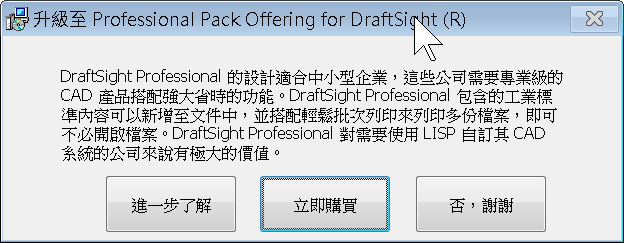 升級至 Professional Pack Offering for DraftSight (R)
DraftSight Professional 的設計適合中小型企業，這些公司需要專業級的
CAD 產品搭配強大省時的功能。DraftSight Professional 包含的工業標
準內容可以新增至文件中，並搭配輕鬆批次列印來列印多份檔案，即可
不必開啟檔案。DraftSight Professional 對需要使用 LISP 自訂其 CAD
系統的公司來說有極大的價值。
進一步了解
立即購買
否，謝謝